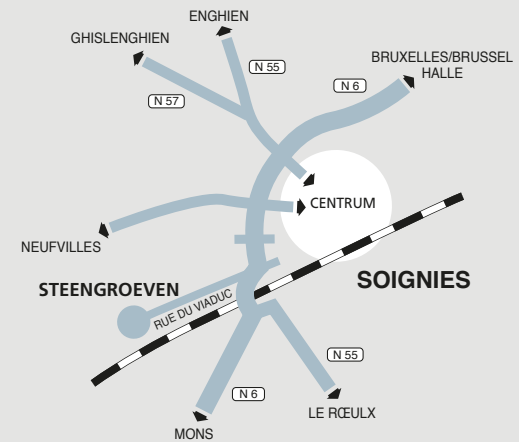 ENGHIEN
GHISLENGHIEN
BRUXELLES/BRUSSEL
HALLE
N 55
N 6
N 57
CENTRUM
NEUFVILLES
SOIGNIES
STEENGROEVEN
RUE DU VIADUC
N 55
N 6
LE RŒULX
MONS